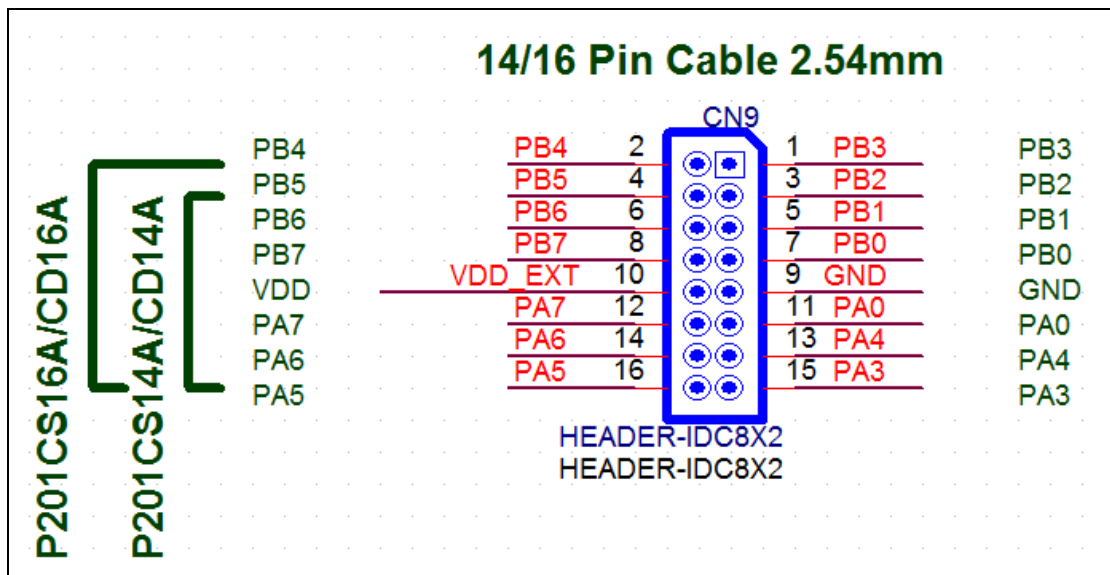 14/16 Pin Cable 2.54mm
CN9
PB4 PB4 2 1 PB3 PB3
PB5 PB5 4 3 PB2 PB2
PB6 PB6 6 5 PB1 PB1
PB7 PB7 8 7 PB0 PB0
VDD VDD_EXT 10 9 GND GND
PA7 PA7 12 11 PA0 PA0
PA6 PA6 14 13 PA4 PA4
PA5 PA5 16 15 PA3 PA3
HEADER-IDC8X2
HEADER-IDC8X2
P201CS16A/CD16A
P201CS14A/CD14A